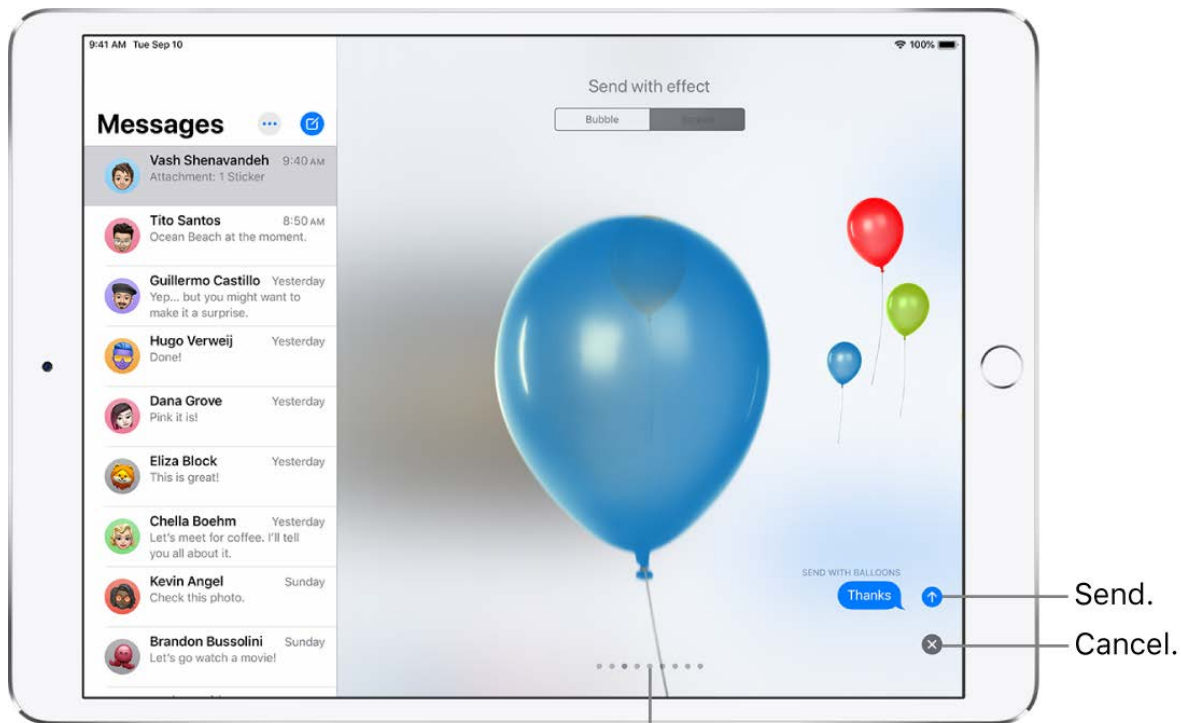 9:41 AM Tue Sep 10
100%
Messages
Vash Shenavandeh 9:40 AM
Attachment: 1 Sticker
Tito Santos 8:50 AM
Ocean Beach at the moment.
Guillermo Castillo Yesterday
Yep... but you might want to
make it a surprise.
Hugo Verweij Yesterday
Done!
Dana Grove Yesterday
Pink it is!
Eliza Block Yesterday
This is great!
Chella Boehm Yesterday
Let's meet for coffee. I'll tell
you all about it.
Kevin Angel Sunday
Check this photo.
Brandon Bussolini Sunday
Let's go watch a movie!
Send with effect
Bubble
SEND WITH BALLOONS
Thanks
Send.
Cancel.